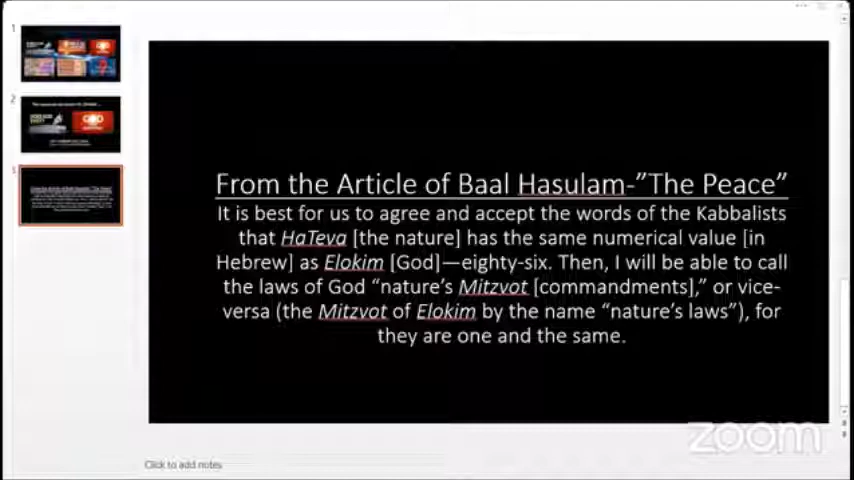 1
2
3
From the Article of Baal Hasulam-”The Peace”
It is best for us to agree and accept the words of the Kabbalists
that HaTeva [the nature] has the same numerical value [in
Hebrew] as Elokim [God]—eighty-six. Then, I will be able to call
the laws of God “nature’s Mitzvot [commandments],” or vice-
versa (the Mitzvot of Elokim by the name “nature’s laws”), for
they are one and the same.
zoom
Click to add notes